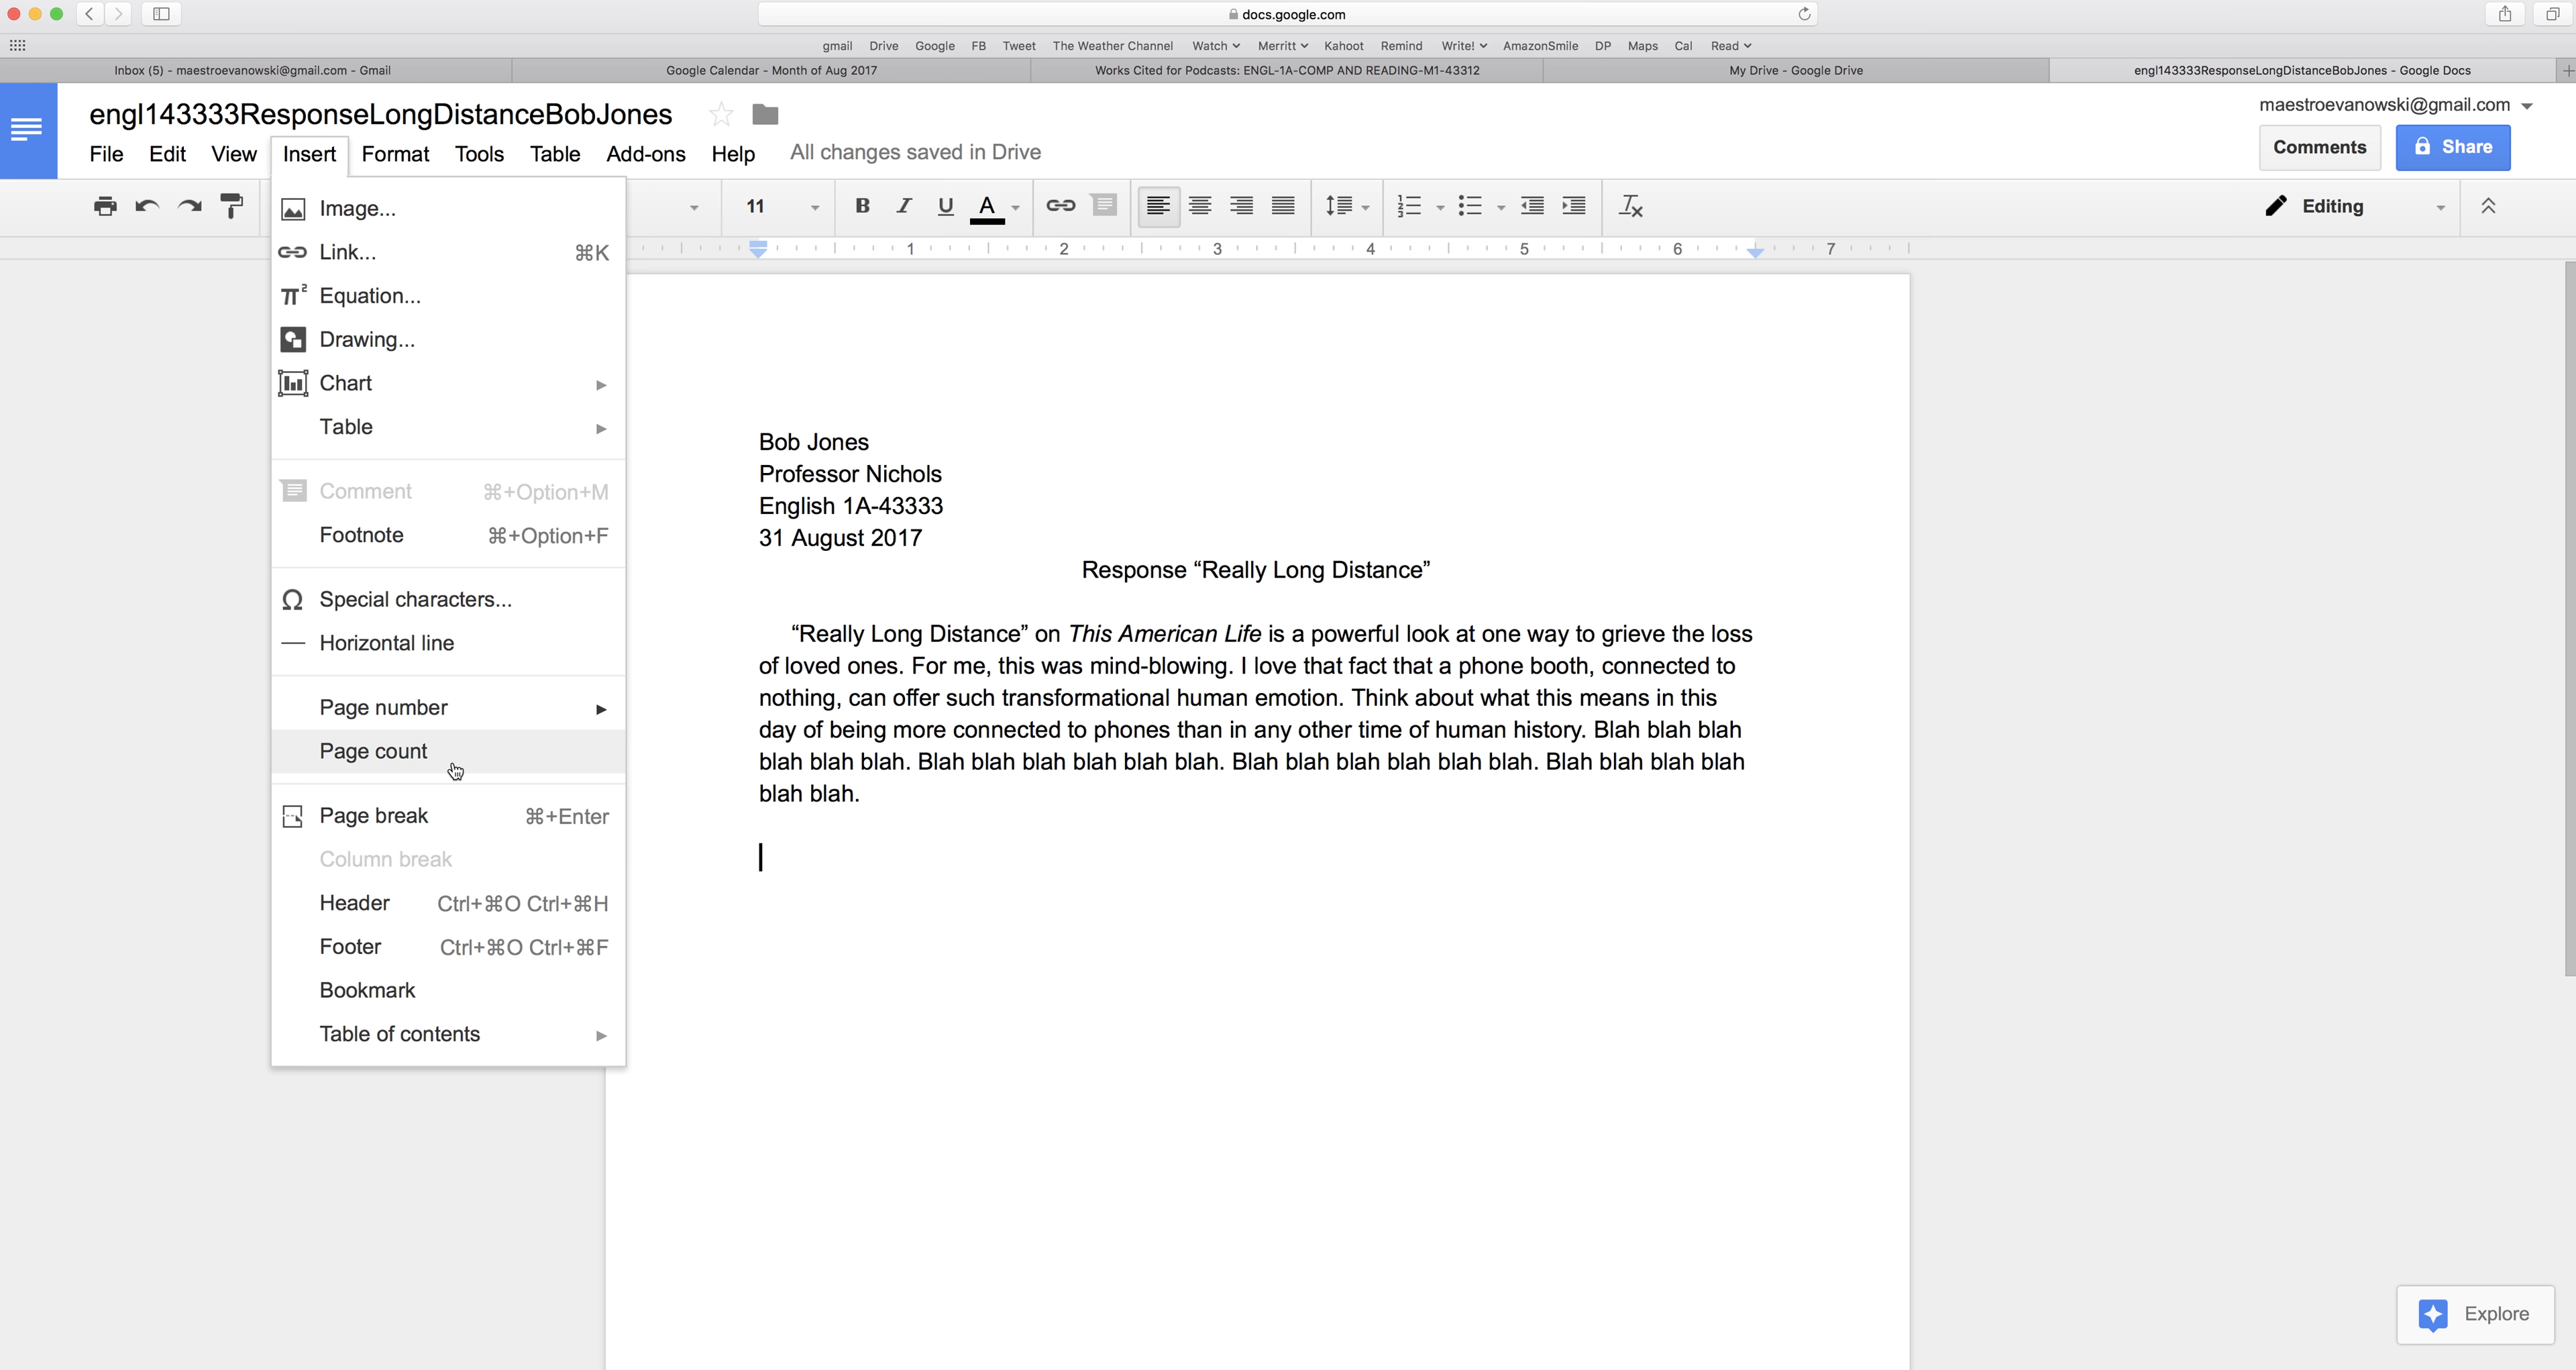 docs.google.com
gmail Drive Google FB Tweet The Weather Channel Watch Merritt Kahoot Remind Write! AmazonSmile DP Maps Cal Read
Inbox (5) - maestroevanowski@gmail.com - Gmail
Google Calendar - Month of Aug 2017
Works Cited for Podcasts: ENGL-1A-COMP AND READING-M1-43312
My Drive - Google Drive
engl143333ResponseLongDistanceBobJones - Google Docs
engl143333ResponseLongDistanceBobJones
maestroevanowski@gmail.com
File Edit View Insert Format Tools Table Add-ons Help All changes saved in Drive
Comments
Share
11
B I U A
Editing
1 2 3 4 5 6 7
Image...
Link... ⌘K
π² Equation...
Drawing...
Chart
Table
Comment ⌘+Option+M
Footnote ⌘+Option+F
Ω Special characters...
Horizontal line
Page number
Page count
Page break ⌘+Enter
Column break
Header Ctrl+⌘O Ctrl+⌘H
Footer Ctrl+⌘O Ctrl+⌘F
Bookmark
Table of contents
Bob Jones
Professor Nichols
English 1A-43333
31 August 2017
Response “Really Long Distance”
“Really Long Distance” on This American Life is a powerful look at one way to grieve the loss
of loved ones. For me, this was mind-blowing. I love that fact that a phone booth, connected to
nothing, can offer such transformational human emotion. Think about what this means in this
day of being more connected to phones than in any other time of human history. Blah blah blah
blah blah blah. Blah blah blah blah blah blah. Blah blah blah blah blah blah. Blah blah blah blah
blah blah.
Explore